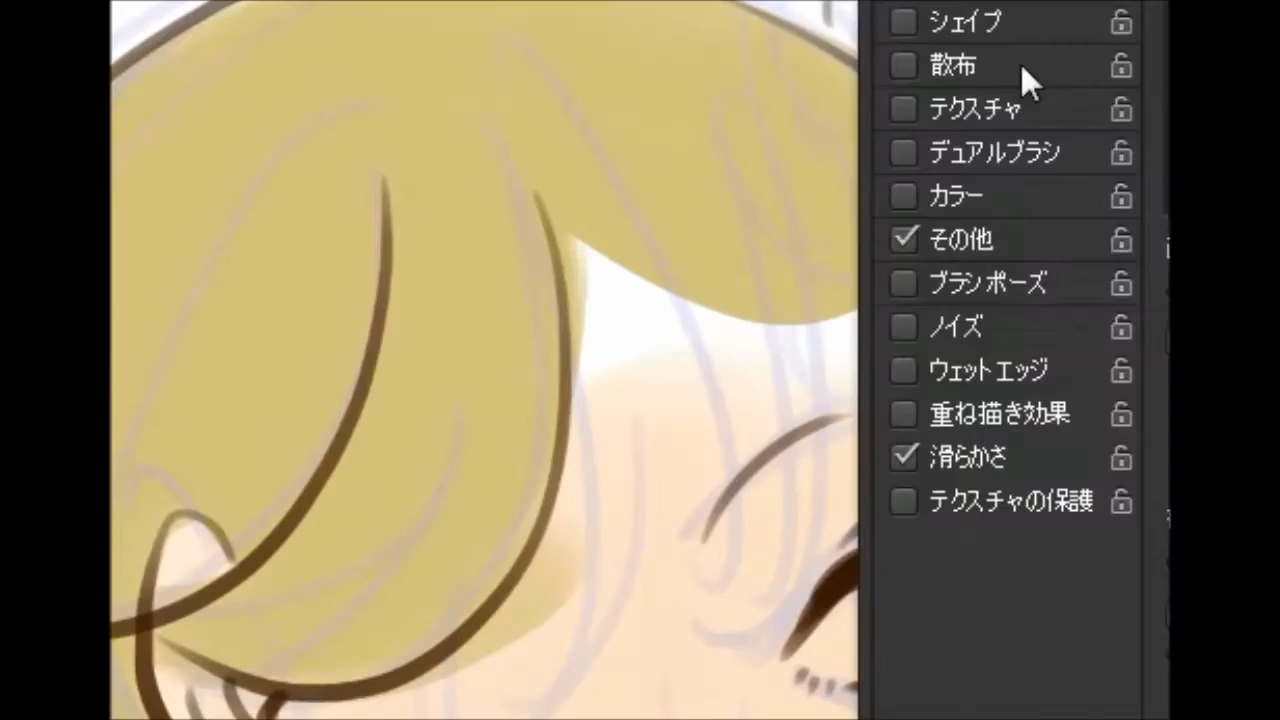 シェイプ
散布
テクスチャ
デュアルブラシ
カラー
その他
ブラシポーズ
ノイズ
ウェットエッジ
重ね描き効果
滑らかさ
テクスチャの保護